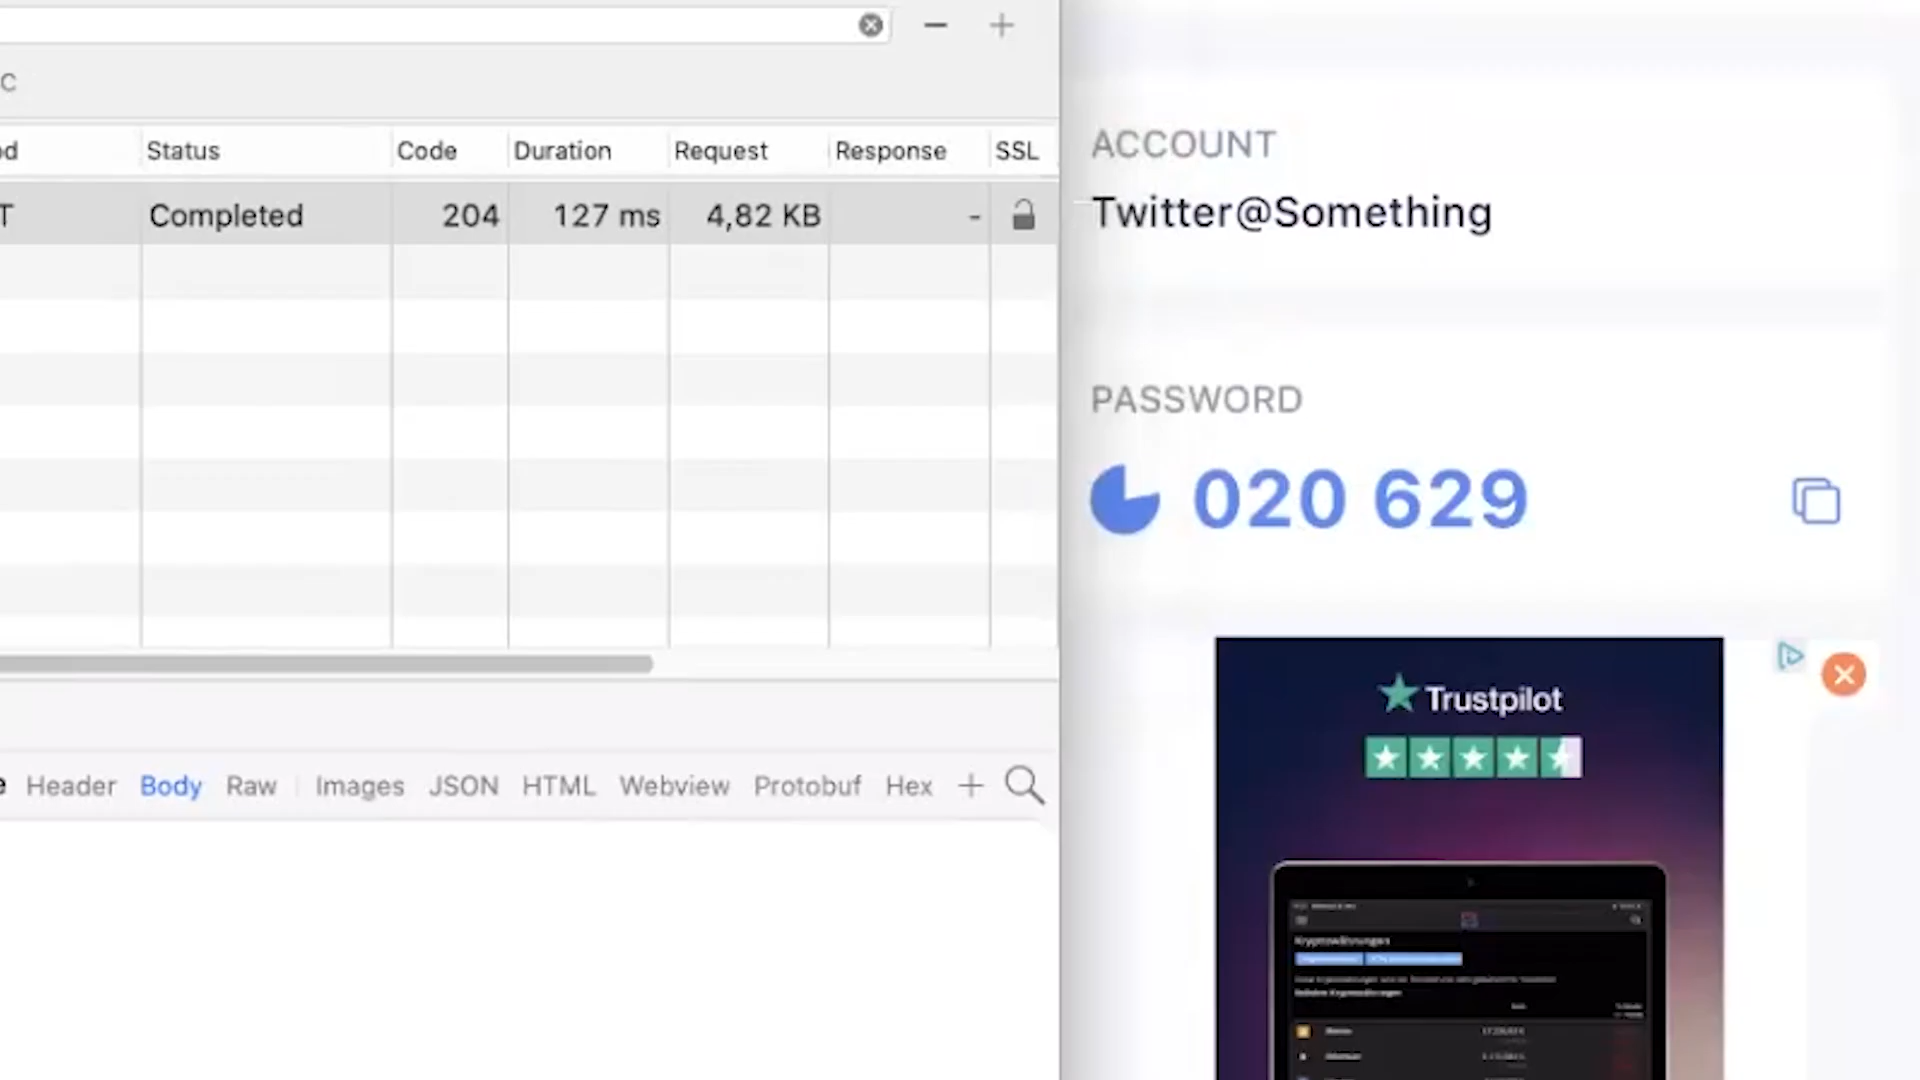 c
od
Status
Code
Duration
Request
Response
SSL
T
Completed
204
127 ms
4,82 KB
-
e
Header
Body
Raw
Images
JSON
HTML
Webview
Protobuf
Hex
ACCOUNT
Twitter@Something
PASSWORD
020 629
Trustpilot
Kryptowährungen